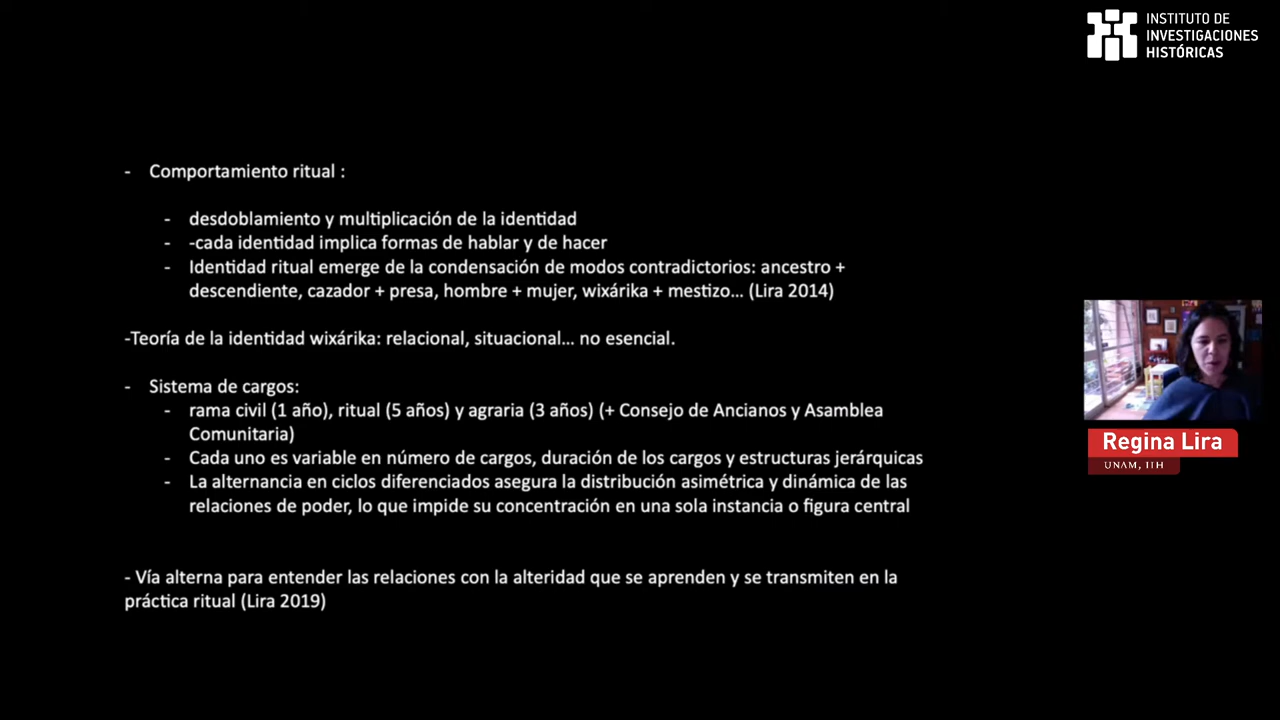 INSTITUTO DE
INVESTIGACIONES
HISTÓRICAS
- Comportamiento ritual :
- desdoblamiento y multiplicación de la identidad
- -cada identidad implica formas de hablar y de hacer
- Identidad ritual emerge de la condensación de modos contradictorios: ancestro +
descendiente, cazador + presa, hombre + mujer, wixárika + mestizo... (Lira 2014)
-Teoría de la identidad wixárika: relacional, situacional... no esencial.
- Sistema de cargos:
- rama civil (1 año), ritual (5 años) y agraria (3 años) (+ Consejo de Ancianos y Asamblea
Comunitaria)
- Cada uno es variable en número de cargos, duración de los cargos y estructuras jerárquicas
- La alternancia en ciclos diferenciados asegura la distribución asimétrica y dinámica de las
relaciones de poder, lo que impide su concentración en una sola instancia o figura central
- Vía alterna para entender las relaciones con la alteridad que se aprenden y se transmiten en la
práctica ritual (Lira 2019)
Regina Lira
UNAM, IIH